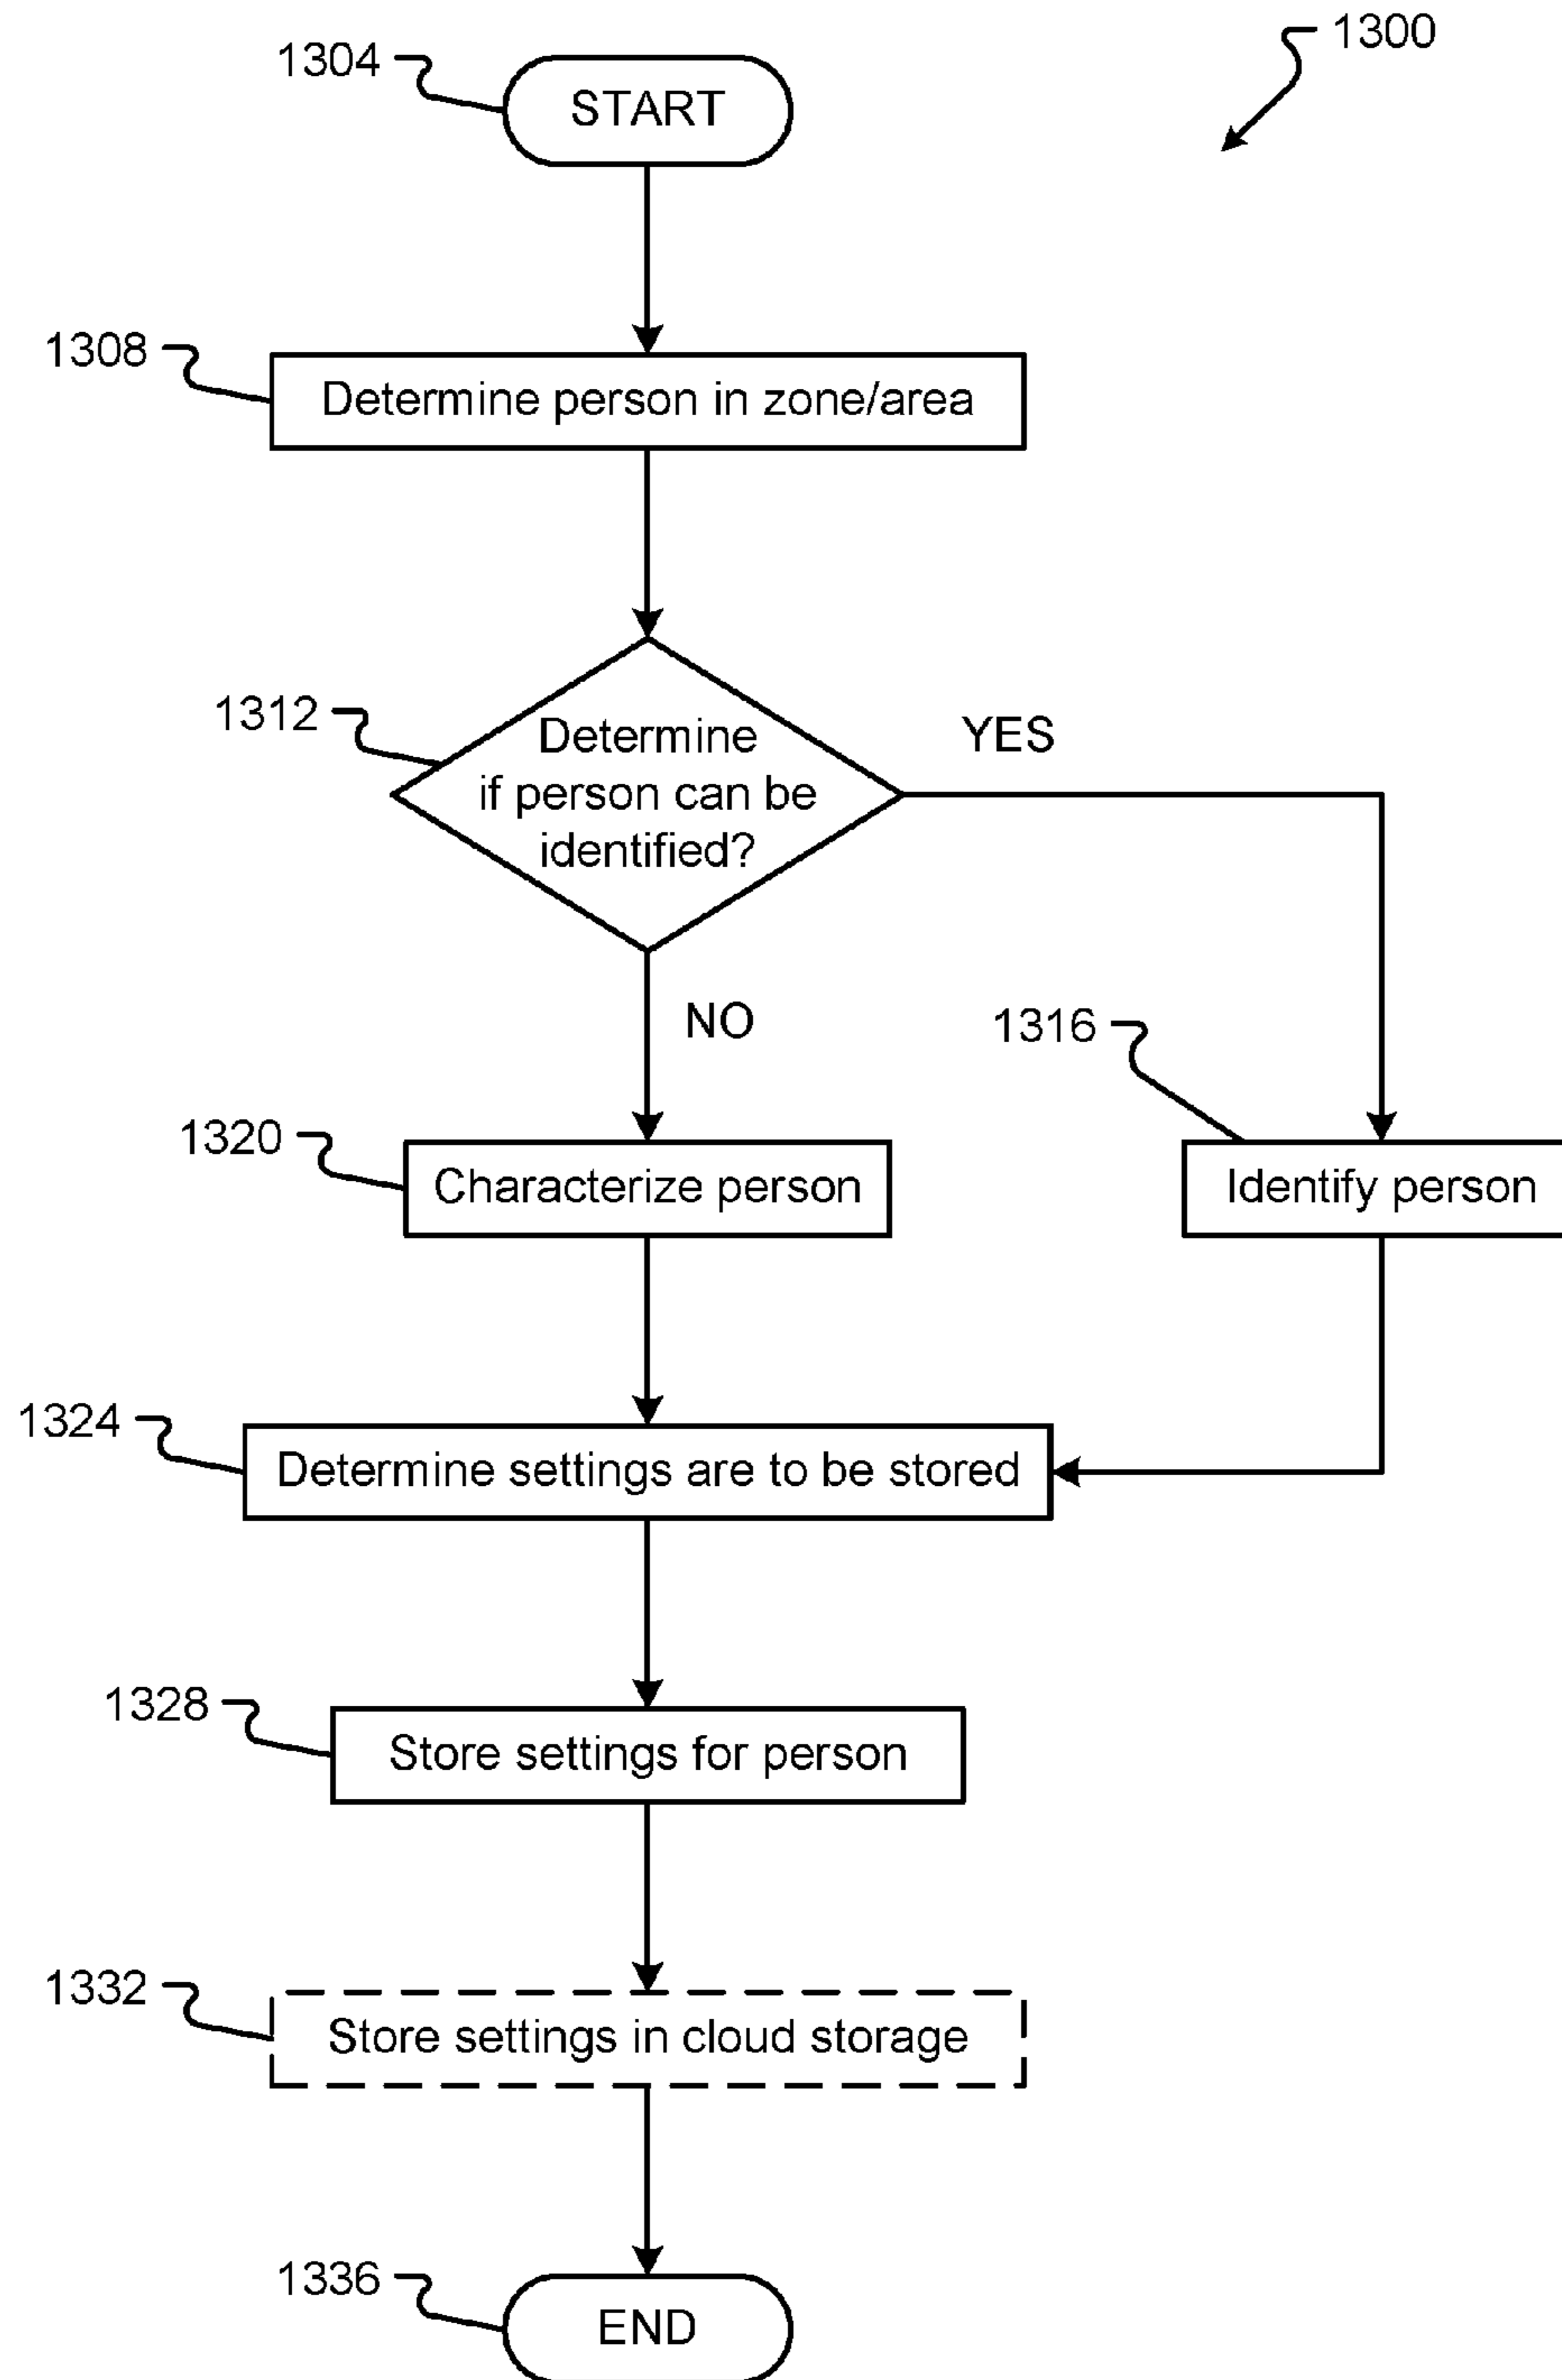 1300
1304
START
1308
Determine person in zone/area
1312
Determine
if person can be
identified?
YES
NO
1316
1320
Characterize person
Identify person
1324
Determine settings are to be stored
1328
Store settings for person
1332
Store settings in cloud storage
1336
END